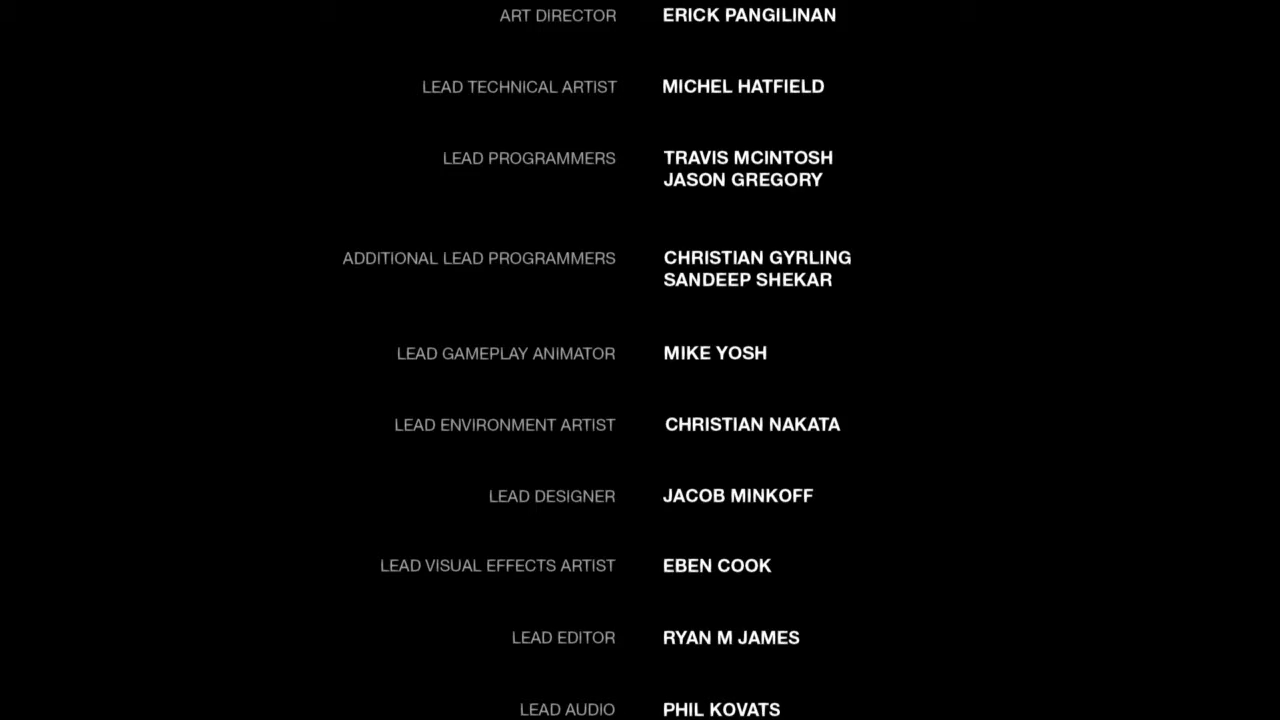 ART DIRECTOR ERICK PANGILINAN
LEAD TECHNICAL ARTIST MICHEL HATFIELD
LEAD PROGRAMMERS TRAVIS MCINTOSH
JASON GREGORY
ADDITIONAL LEAD PROGRAMMERS CHRISTIAN GYRLING
SANDEEP SHEKAR
LEAD GAMEPLAY ANIMATOR MIKE YOSH
LEAD ENVIRONMENT ARTIST CHRISTIAN NAKATA
LEAD DESIGNER JACOB MINKOFF
LEAD VISUAL EFFECTS ARTIST EBEN COOK
LEAD EDITOR RYAN M JAMES
LEAD AUDIO PHIL KOVATS